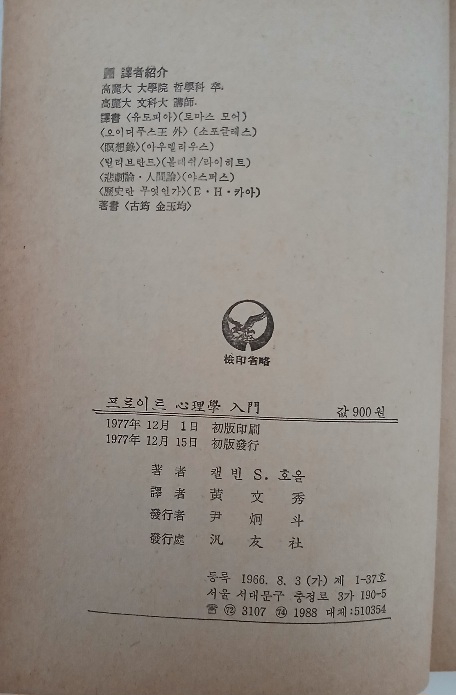 譯者紹介
高麗大 大學院 哲學科 卒.
高麗大 文科大 講師.
譯書 〈유토피아〉(토마스 모어)
〈오이디푸스王 外〉(소포클레스)
〈瞑想錄〉(아우렐리우스)
〈빌리브란트〉(볼레쉬/라이히트)
〈悲劇論・人間論〉(야스퍼스)
〈歷史란 무엇인가〉(E・H・카아)
著書 〈古筠 金玉均〉
檢印省略
프로이트 心理學 入門 값 900원
1977年 12月 1日 初版印刷
1977年 12月 15日 初版發行
著者 캘빈 S. 호올
譯者 黃文秀
發行者 尹炯斗
發行處 汎友社
등록 1966. 8. 3 (가) 제 1-37호
서울 서대문구 충정로 3가 190-5
㉒ 3107 ㉔ 1988 대체:510354